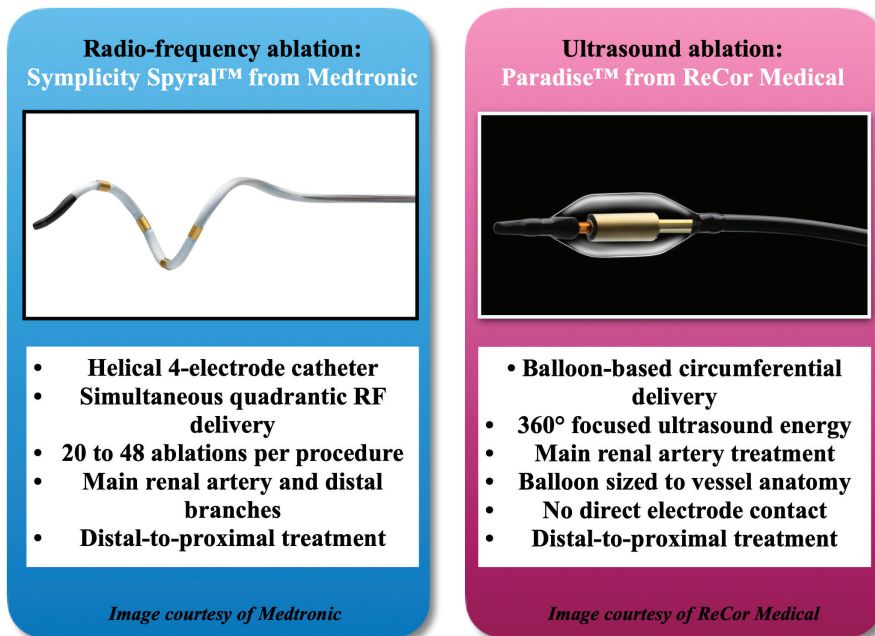 Radio-frequency ablation:
Symplicity Spyral™ from Medtronic
• Helical 4-electrode catheter
• Simultaneous quadrantic RF
delivery
• 20 to 48 ablations per procedure
• Main renal artery and distal
branches
• Distal-to-proximal treatment
Image courtesy of Medtronic
Ultrasound ablation:
Paradise™ from ReCor Medical
• Balloon-based circumferential
delivery
• 360° focused ultrasound energy
• Main renal artery treatment
• Balloon sized to vessel anatomy
• No direct electrode contact
• Distal-to-proximal treatment
Image courtesy of ReCor Medical